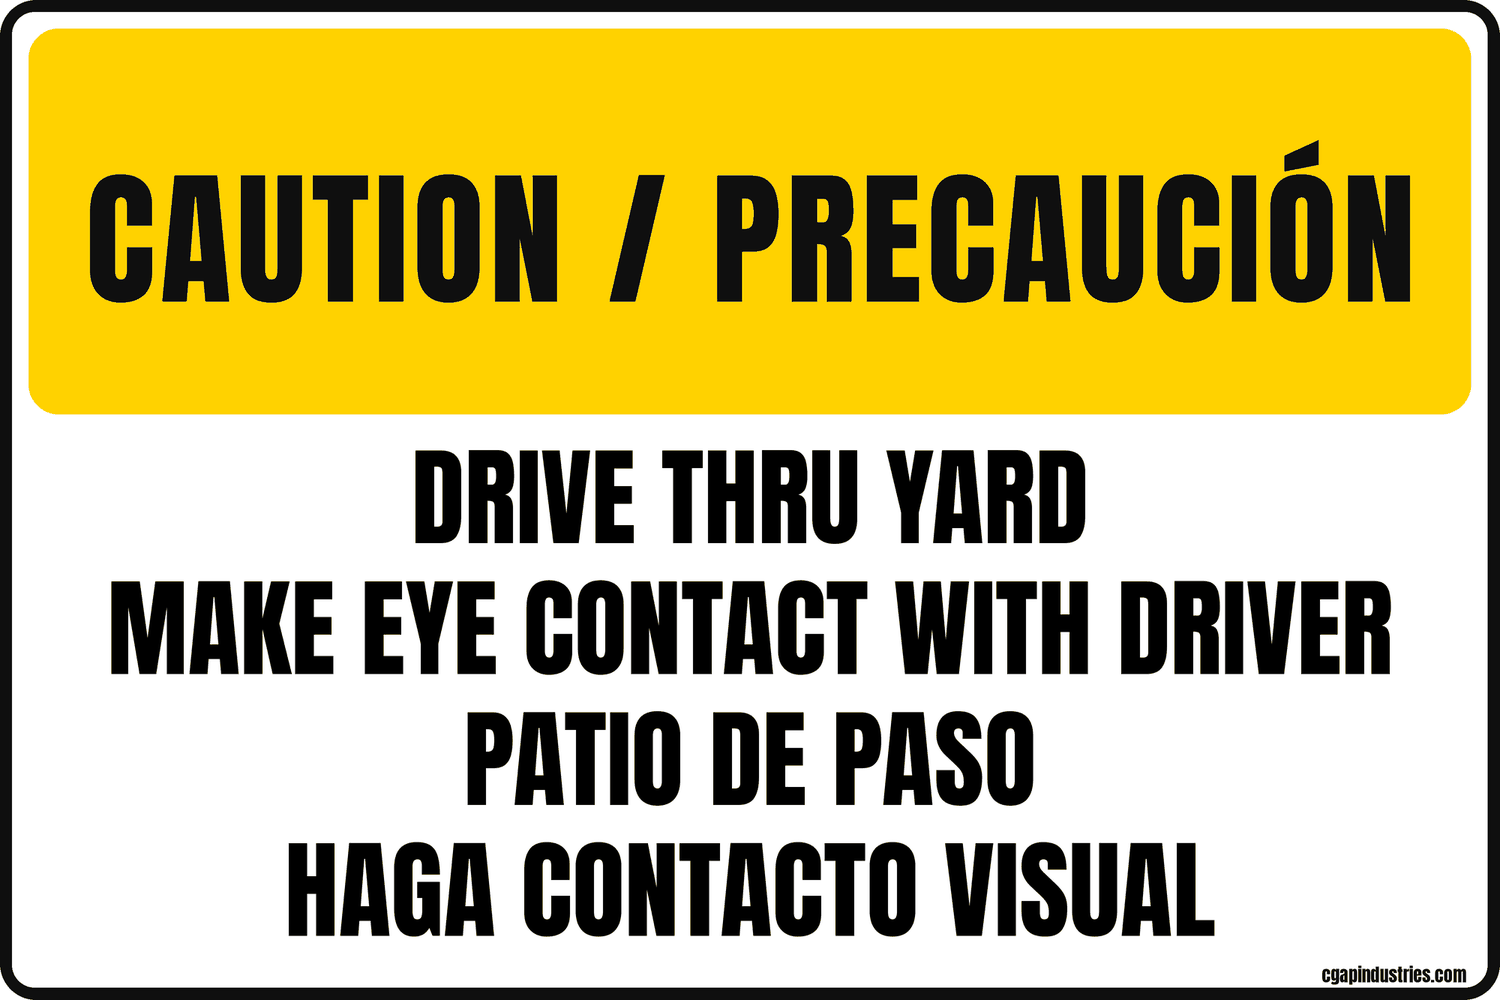 CAUTION / PRECAUCIÓN
DRIVE THRU YARD
MAKE EYE CONTACT WITH DRIVER
PATIO DE PASO
HAGA CONTACTO VISUAL
cgapindustries.com